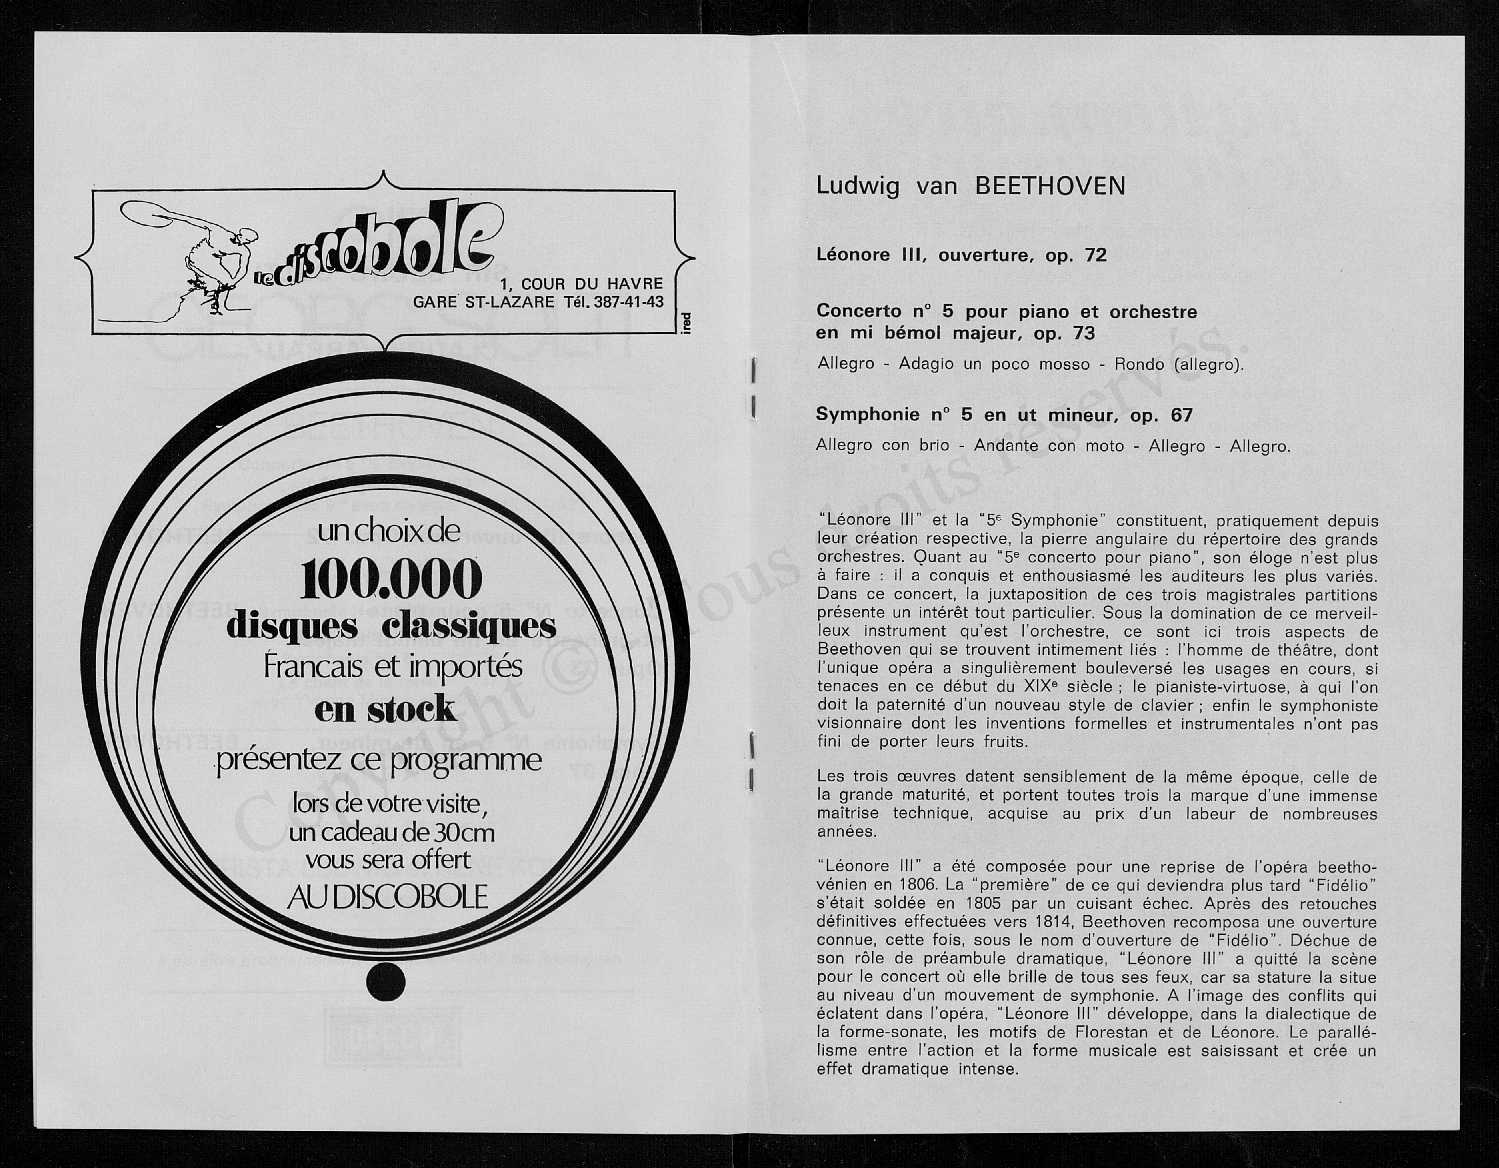 Le discobole
1, COUR DU HAVRE
GARE ST-LAZARE Tél. 387-41-43
ired
un choix de
100.000
disques classiques
Francais et importés
en stock
présentez ce programme
lors de votre visite,
un cadeau de 30cm
vous sera offert
AU DISCOBOLE
Ludwig van BEETHOVEN
Léonore III, ouverture, op. 72
Concerto n° 5 pour piano et orchestre
en mi bémol majeur, op. 73
Allegro - Adagio un poco mosso - Rondo (allegro).
Symphonie n° 5 en ut mineur, op. 67
Allegro con brio - Andante con moto - Allegro - Allegro.
"Léonore III" et la "5e Symphonie" constituent, pratiquement depuis
leur création respective, la pierre angulaire du répertoire des grands
orchestres. Quant au "5e concerto pour piano", son éloge n'est plus
à faire : il a conquis et enthousiasmé les auditeurs les plus variés.
Dans ce concert, la juxtaposition de ces trois magistrales partitions
présente un intérêt tout particulier. Sous la domination de ce merveil-
leux instrument qu'est l'orchestre, ce sont ici trois aspects de
Beethoven qui se trouvent intimement liés : l'homme de théâtre, dont
l'unique opéra a singulièrement bouleversé les usages en cours, si
tenaces en ce début du XIXe siècle ; le pianiste-virtuose, à qui l'on
doit la paternité d'un nouveau style de clavier ; enfin le symphoniste
visionnaire dont les inventions formelles et instrumentales n'ont pas
fini de porter leurs fruits.
Les trois œuvres datent sensiblement de la même époque, celle de
la grande maturité, et portent toutes trois la marque d'une immense
maîtrise technique, acquise au prix d'un labeur de nombreuses
années.
"Léonore III" a été composée pour une reprise de l'opéra beetho-
vénien en 1806. La "première" de ce qui deviendra plus tard "Fidélio"
s'était soldée en 1805 par un cuisant échec. Après des retouches
définitives effectuées vers 1814, Beethoven recomposa une ouverture
connue, cette fois, sous le nom d'ouverture de "Fidélio". Déchue de
son rôle de préambule dramatique, "Léonore III" a quitté la scène
pour le concert où elle brille de tous ses feux, car sa stature la situe
au niveau d'un mouvement de symphonie. A l'image des conflits qui
éclatent dans l'opéra, "Léonore III" développe, dans la dialectique de
la forme-sonate, les motifs de Florestan et de Léonore. Le parallé-
lisme entre l'action et la forme musicale est saisissant et crée un
effet dramatique intense.
Copyright © - Tous droits réservés.